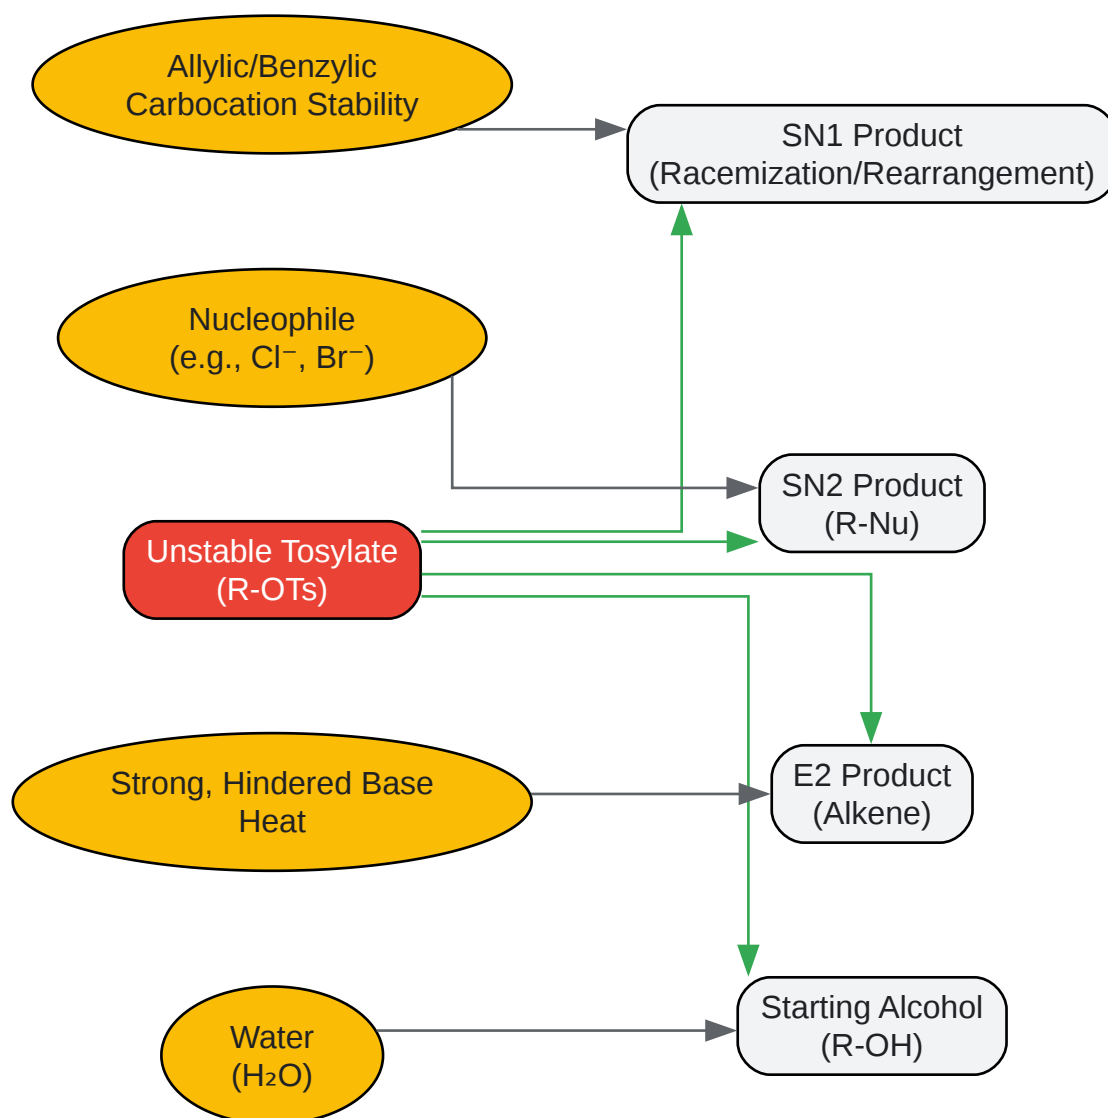 Allylic/Benzylic
Carbocation Stability
SN1 Product
(Racemization/Rearrangement)
Nucleophile
(e.g., Cl⁻, Br⁻)
SN2 Product
(R-Nu)
Unstable Tosylate
(R-OTs)
Strong, Hindered Base
Heat
E2 Product
(Alkene)
Water
(H₂O)
Starting Alcohol
(R-OH)